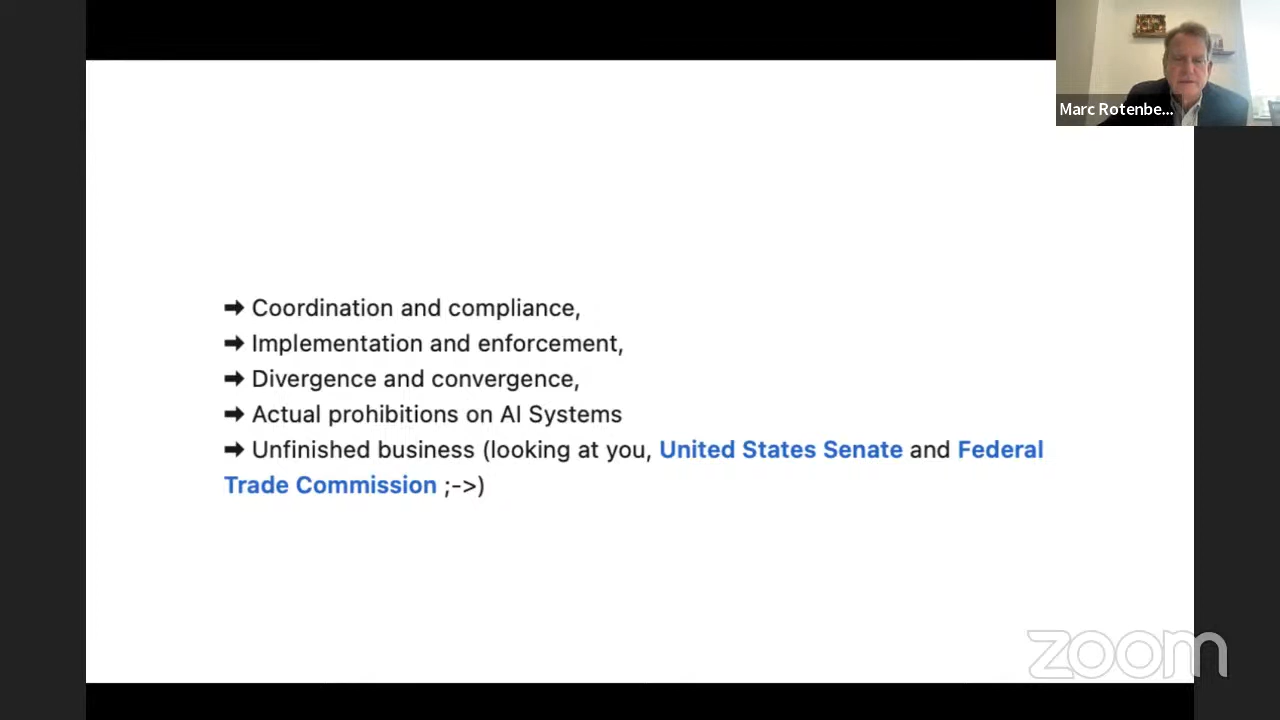 Marc Rotenbe...
➡ Coordination and compliance,
➡ Implementation and enforcement,
➡ Divergence and convergence,
➡ Actual prohibitions on AI Systems
➡ Unfinished business (looking at you, United States Senate and Federal
Trade Commission ;->)
zoom